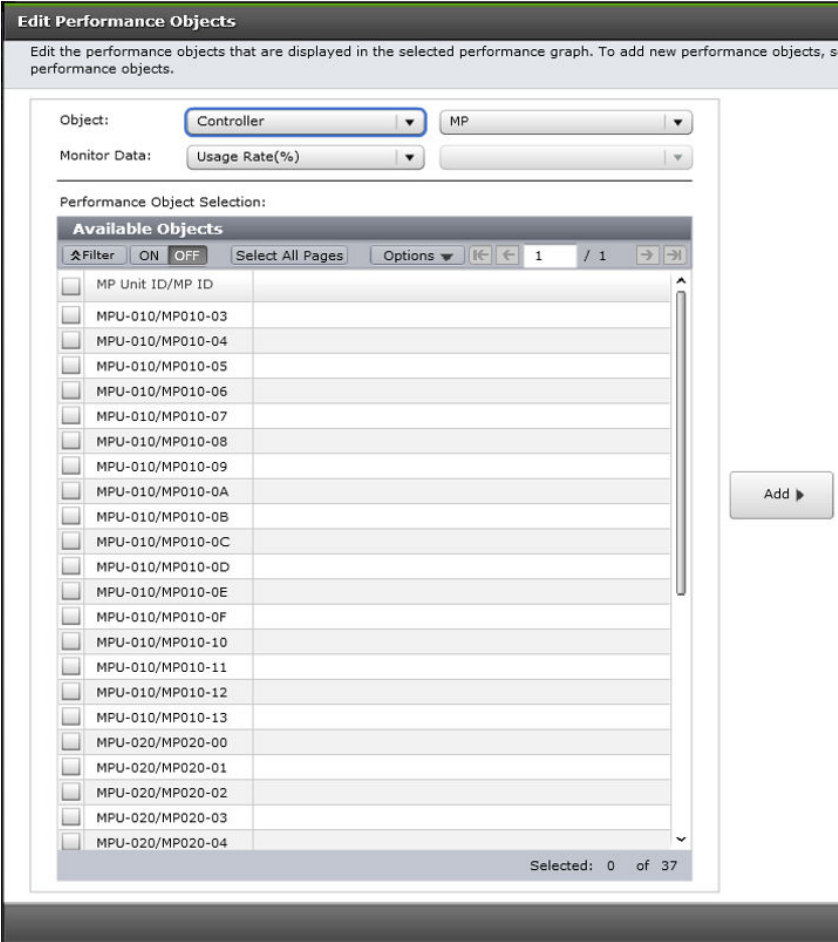 Edit Performance Objects
Edit the performance objects that are displayed in the selected performance graph. To add new performance objects, s
performance objects.
Object: Controller MP
Monitor Data: Usage Rate(%)
Performance Object Selection:
Available Objects
Filter ON OFF Select All Pages Options 1 / 1
MP Unit ID/MP ID
MPU-010/MP010-03
MPU-010/MP010-04
MPU-010/MP010-05
MPU-010/MP010-06
MPU-010/MP010-07
MPU-010/MP010-08
MPU-010/MP010-09
MPU-010/MP010-0A
MPU-010/MP010-0B
MPU-010/MP010-0C
MPU-010/MP010-0D
MPU-010/MP010-0E
MPU-010/MP010-0F
MPU-010/MP010-10
MPU-010/MP010-11
MPU-010/MP010-12
MPU-010/MP010-13
MPU-020/MP020-00
MPU-020/MP020-01
MPU-020/MP020-02
MPU-020/MP020-03
MPU-020/MP020-04
Add
Selected: 0 of 37